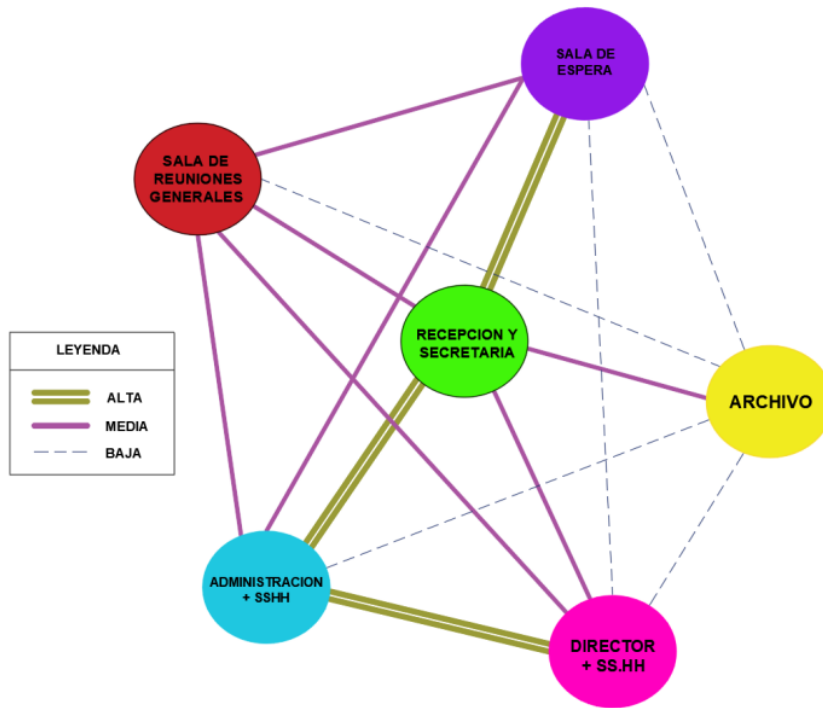 SALA DE
ESPERA
SALA DE
REUNIONES
GENERALES
RECEPCION Y
SECRETARIA
LEYENDA
ALTA
MEDIA
BAJA
ARCHIVO
ADMINISTRACION
+ SSHH
DIRECTOR
+ SS.HH